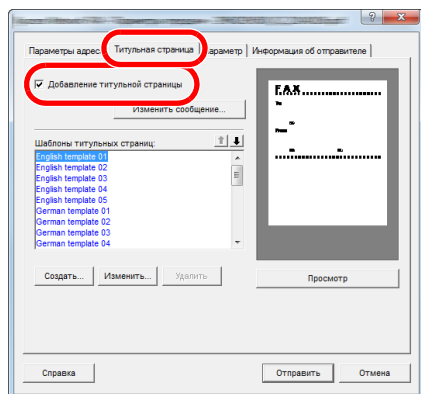 Параметры адрес
Титульная страница
араметр
Информация об отправителе
Добавление титульной страницы
Изменить сообщение...
Шаблоны титульных страниц:
English template 01
English template 02
English template 03
English template 04
English template 05
German template 01
German template 02
German template 03
German template 04
Создать...
Изменить...
Удалить
FAX
To
From
Просмотр
Справка
Отправить
Отмена